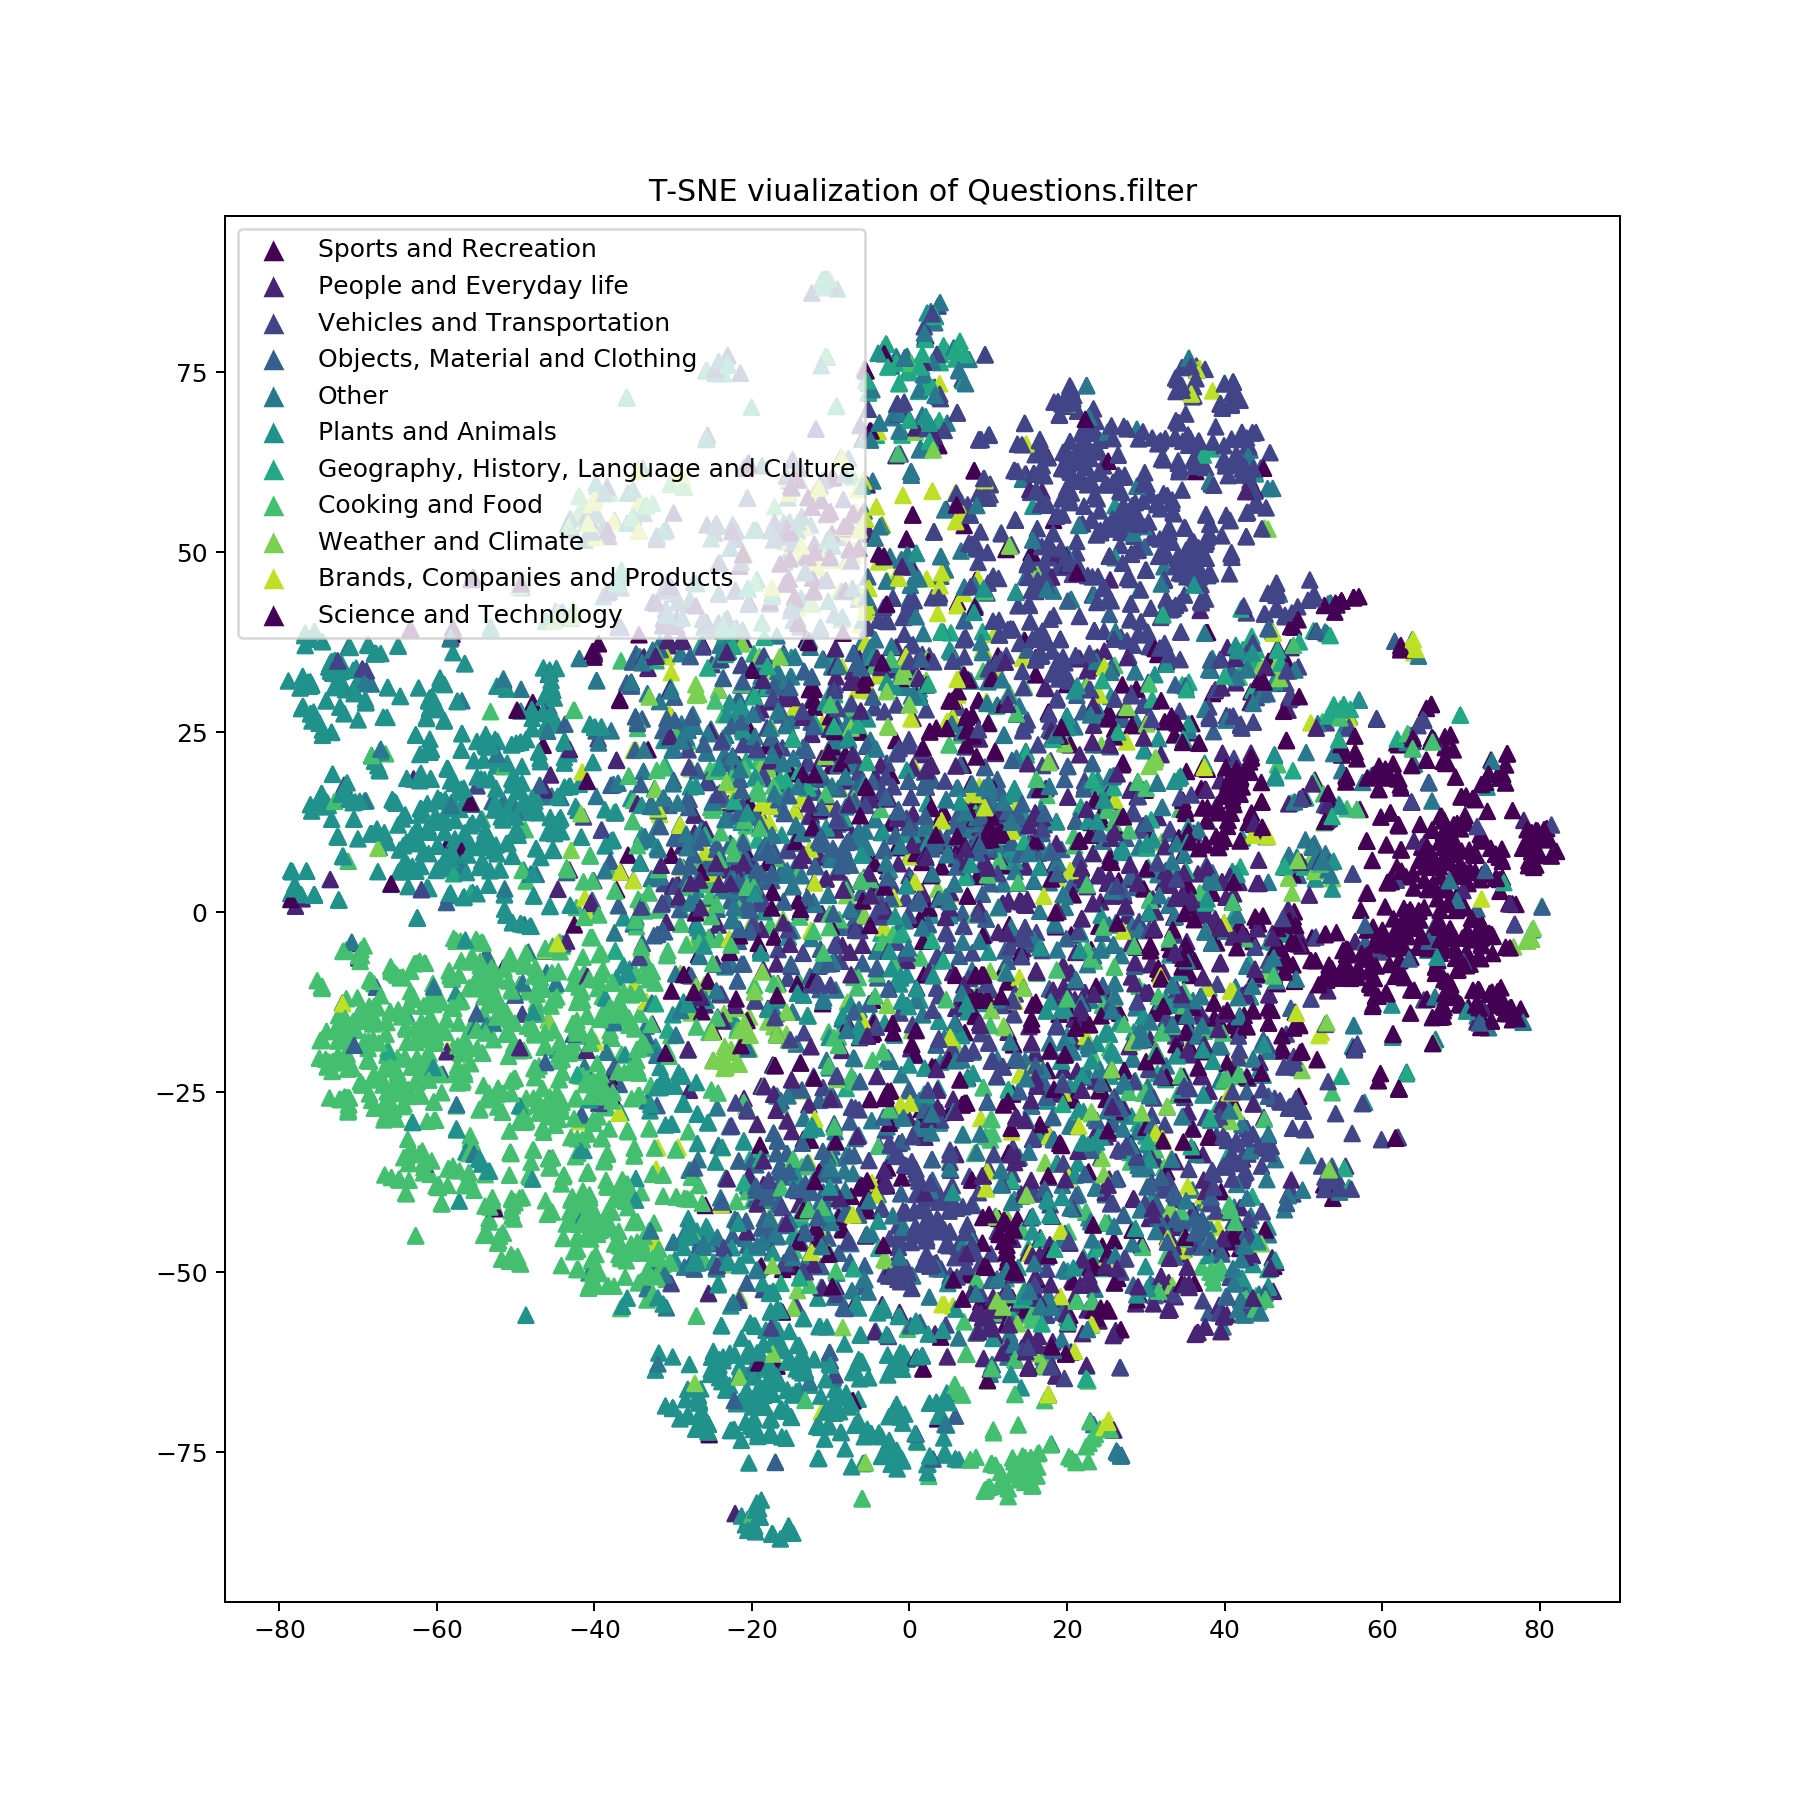 T-SNE viualization of Questions.filter
Sports and Recreation
People and Everyday life
Vehicles and Transportation
Objects, Material and Clothing
Other
Plants and Animals
Geography, History, Language and Culture
Cooking and Food
Weather and Climate
Brands, Companies and Products
Science and Technology
75
50
25
0
−25
−50
−75
−80 −60 −40 −20 0 20 40 60 80